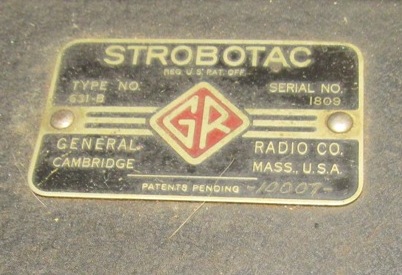 STROBOTAC
REG. U.S. PAT. OFF.
TYPE NO. SERIAL NO.
631-B 1809
GR
GENERAL RADIO CO.
CAMBRIDGE MASS., U.S.A.
PATENTS PENDING